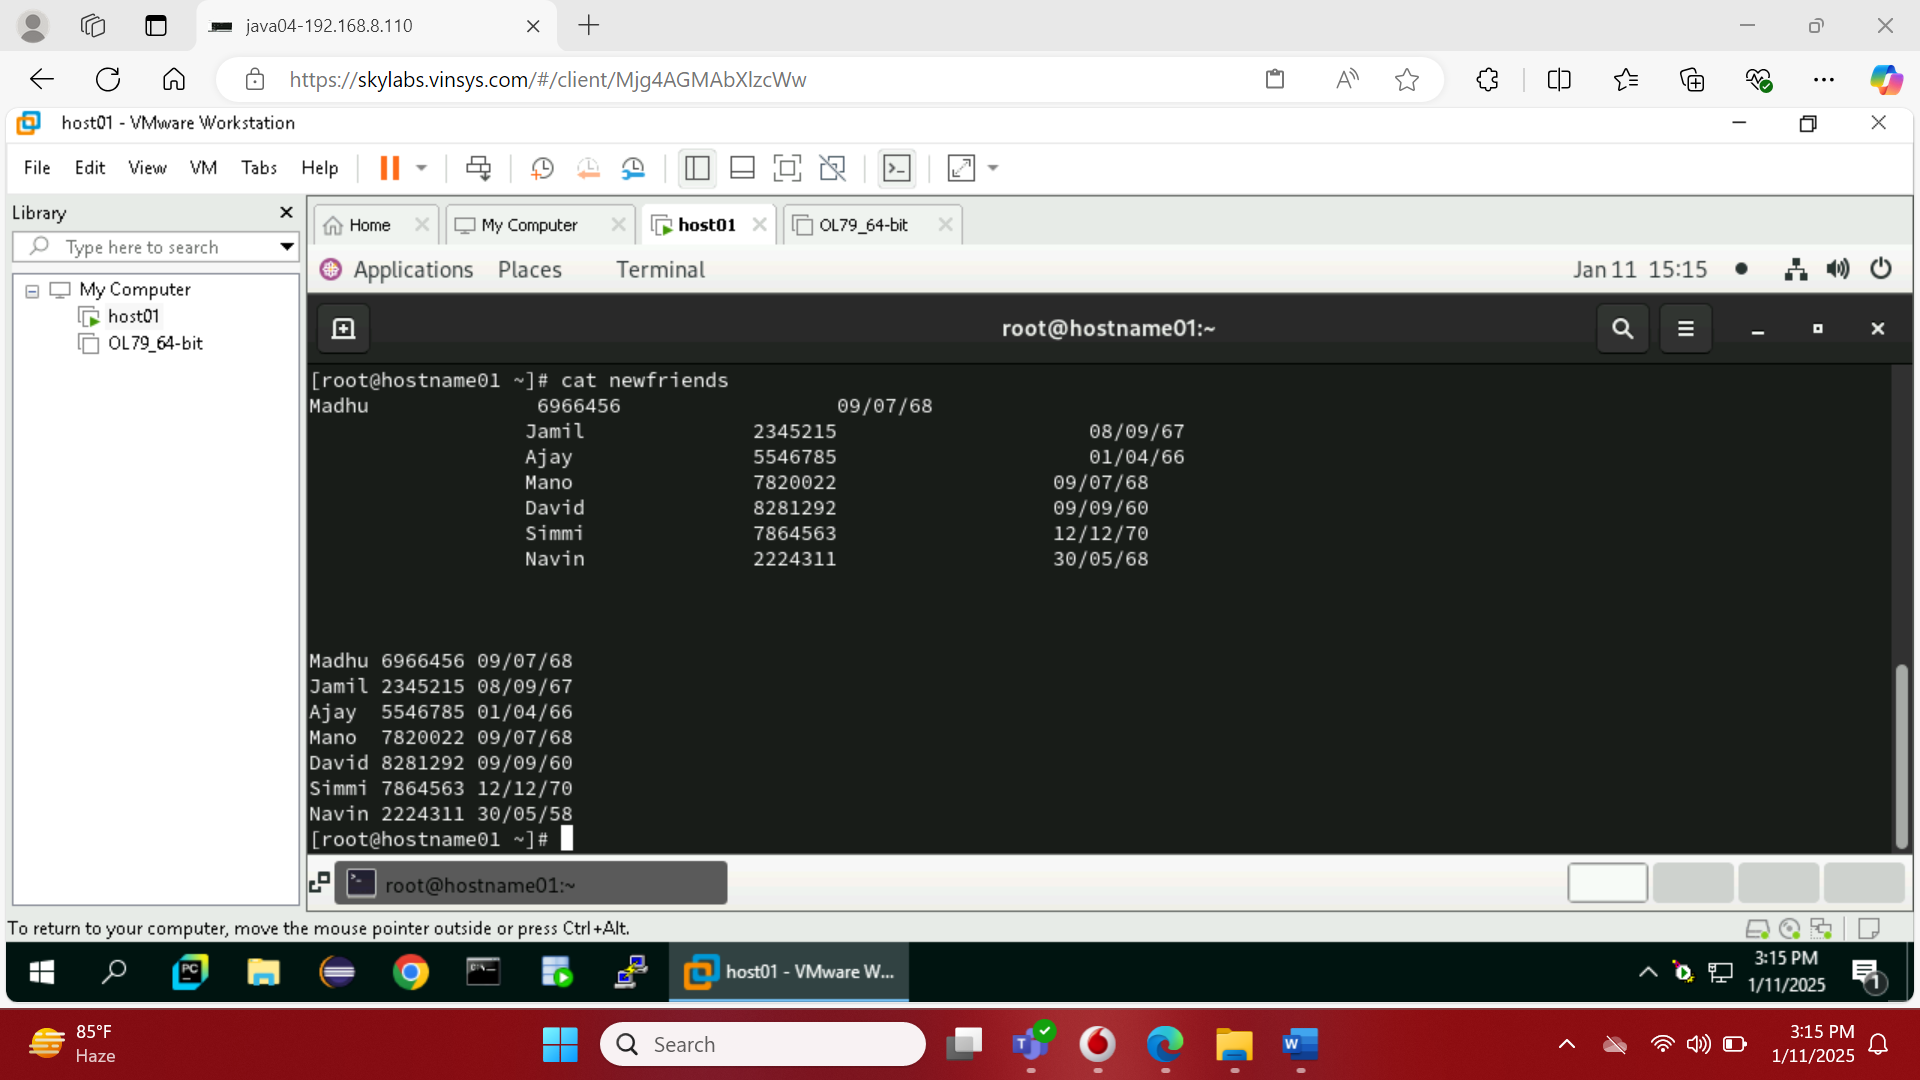 java04-192.168.8.110
https://skylabs.vinsys.com/#/client/Mjg4AGMAbXlzcWw
host01 - VMware Workstation
File Edit View VM Tabs Help
Library
Type here to search
My Computer
host01
OL79_64-bit
Home My Computer host01 OL79_64-bit
Applications Places Terminal Jan 11 15:15
root@hostname01:~
[root@hostname01 ~]# cat newfriends
Madhu 6966456 09/07/68
Jamil 2345215 08/09/67
Ajay 5546785 01/04/66
Mano 7820022 09/07/68
David 8281292 09/09/60
Simmi 7864563 12/12/70
Navin 2224311 30/05/68
Madhu 6966456 09/07/68
Jamil 2345215 08/09/67
Ajay 5546785 01/04/66
Mano 7820022 09/07/68
David 8281292 09/09/60
Simmi 7864563 12/12/70
Navin 2224311 30/05/58
[root@hostname01 ~]#
root@hostname01:~
To return to your computer, move the mouse pointer outside or press Ctrl+Alt.
host01 - VMware W...
3:15 PM
1/11/2025
1
85°F
Haze
Search
3:15 PM
1/11/2025